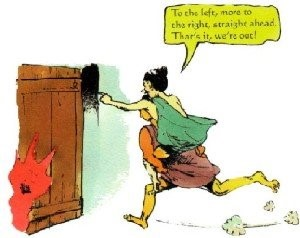 To the left, more to
the right, straight ahead.
That's it, we're out!